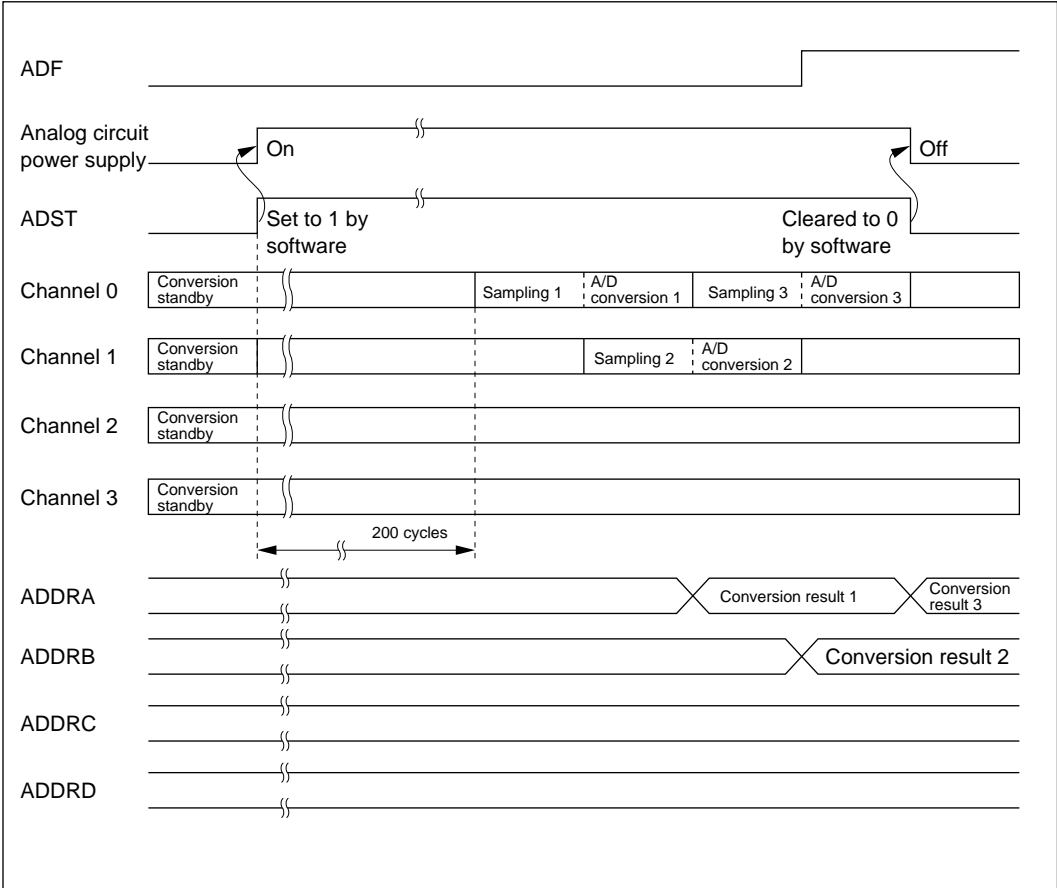 ADF
Analog circuit
power supply
On
Off
ADST
Set to 1 by
software
Cleared to 0
by software
Channel 0
Conversion
standby
Sampling 1
A/D
conversion 1
Sampling 3
A/D
conversion 3
Channel 1
Conversion
standby
Sampling 2
A/D
conversion 2
Channel 2
Conversion
standby
Channel 3
Conversion
standby
200 cycles
ADDRA
Conversion result 1
Conversion
result 3
ADDRB
Conversion result 2
ADDRC
ADDRD